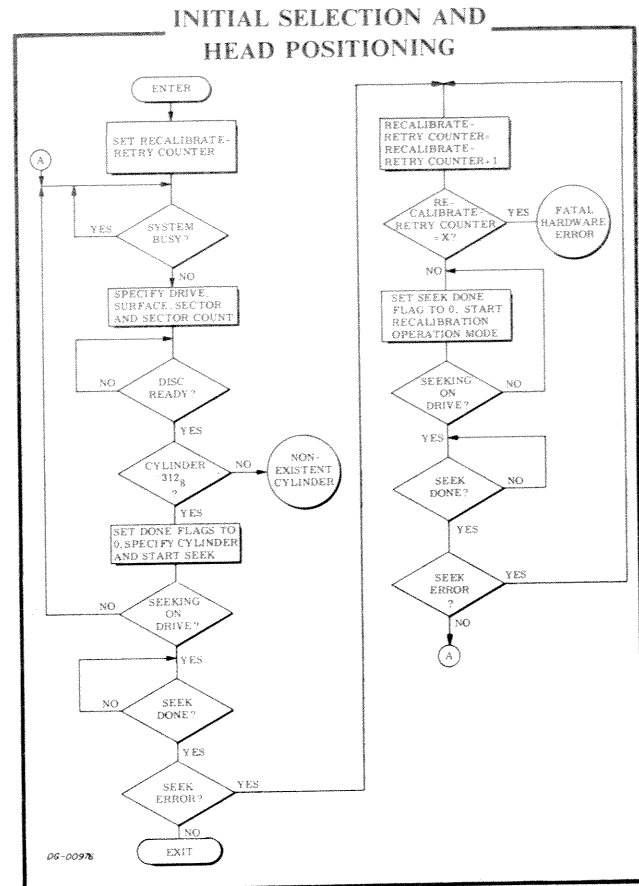 INITIAL SELECTION AND
HEAD POSITIONING
ENTER
SET RECALIBRATE-
RETRY COUNTER
A
YES
SYSTEM
BUSY?
NO
SPECIFY DRIVE,
SURFACE, SECTOR
AND SECTOR COUNT
NO
DISC
READY?
YES
CYLINDER
312₈
?
NO
NON-
EXISTENT
CYLINDER
YES
SET DONE FLAGS TO
0, SPECIFY CYLINDER
AND START SEEK
NO
SEEKING
ON
DRIVE?
YES
NO
SEEK
DONE?
YES
SEEK
ERROR?
YES
NO
EXIT
RECALIBRATE-
RETRY COUNTER=
RECALIBRATE-
RETRY COUNTER+1
RE-
CALIBRATE-
RETRY COUNTER
= X?
YES
FATAL
HARDWARE
ERROR
NO
SET SEEK DONE
FLAG TO 0, START
RECALIBRATION
OPERATION MODE
SEEKING
ON
DRIVE?
NO
YES
SEEK
DONE?
NO
YES
SEEK
ERROR
?
YES
NO
A
DG-00976